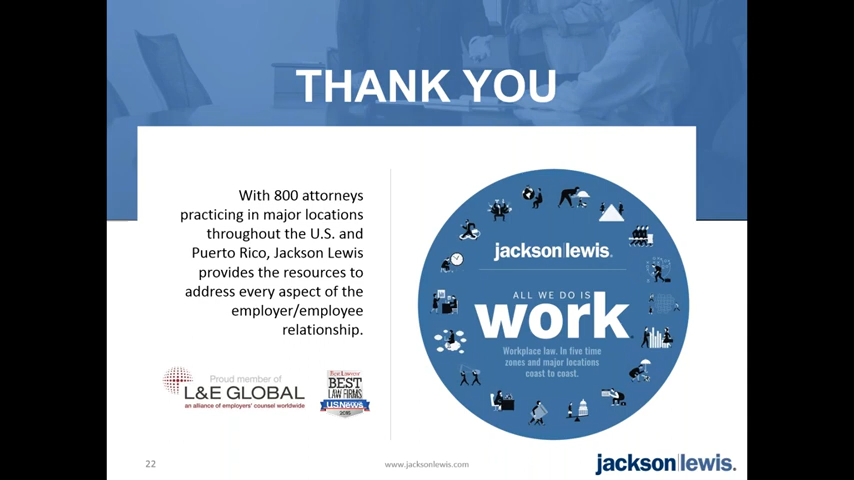 THANK YOU
With 800 attorneys
practicing in major locations
throughout the U.S. and
Puerto Rico, Jackson Lewis
provides the resources to
address every aspect of the
employer/employee
relationship.
Proud member of
L&E GLOBAL
an alliance of employers' counsel worldwide
BEST
LAW FIRMS
U.S.News
jackson|lewis.
ALL WE DO IS
work
Workplace law. In five time
zones and major locations
coast to coast.
22
www.jacksonlewis.com
jackson|lewis.